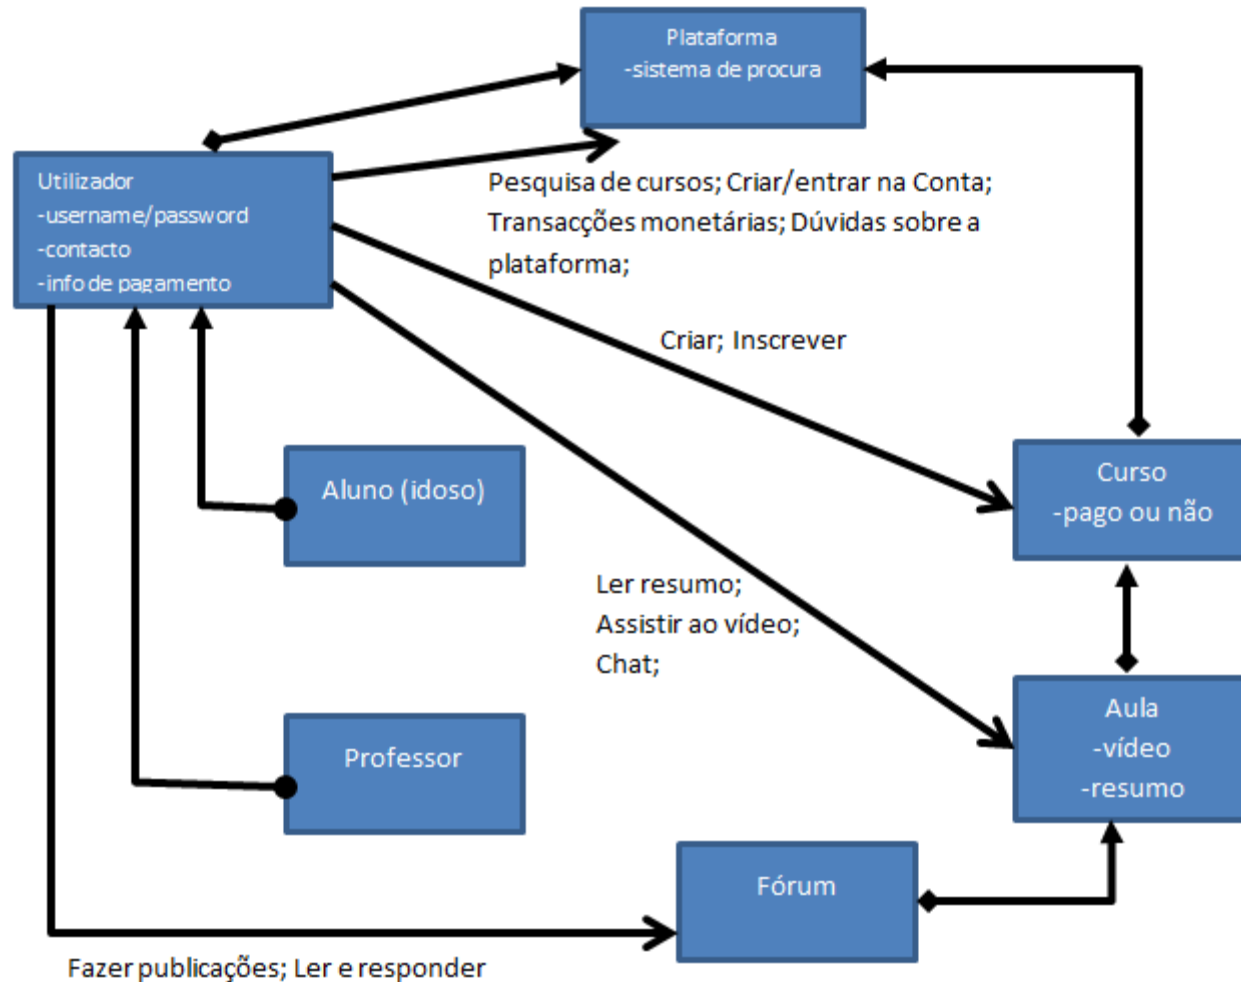 Plataforma
-sistema de procura
Utilizador
-username/password
-contacto
-info de pagamento
Pesquisa de cursos; Criar/entrar na Conta;
Transacções monetárias; Dúvidas sobre a
plataforma;
Criar; Inscrever
Curso
-pago ou não
Aluno (idoso)
Ler resumo;
Assistir ao vídeo;
Chat;
Aula
-vídeo
-resumo
Professor
Fórum
Fazer publicações; Ler e responder